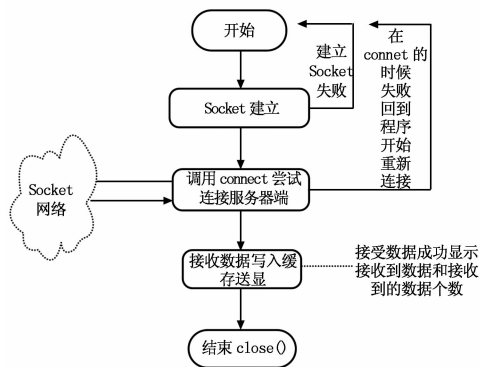 开始
建立
Socket
失败
在
connet 的
时候
失败
回到
程序
开始
重新
连接
Socket 建立
Socket
网络
调用 connect 尝试
连接服务器端
接收数据写入缓
存送显
接受数据成功显示
接收到数据和接收
到的数据个数
结束 close()